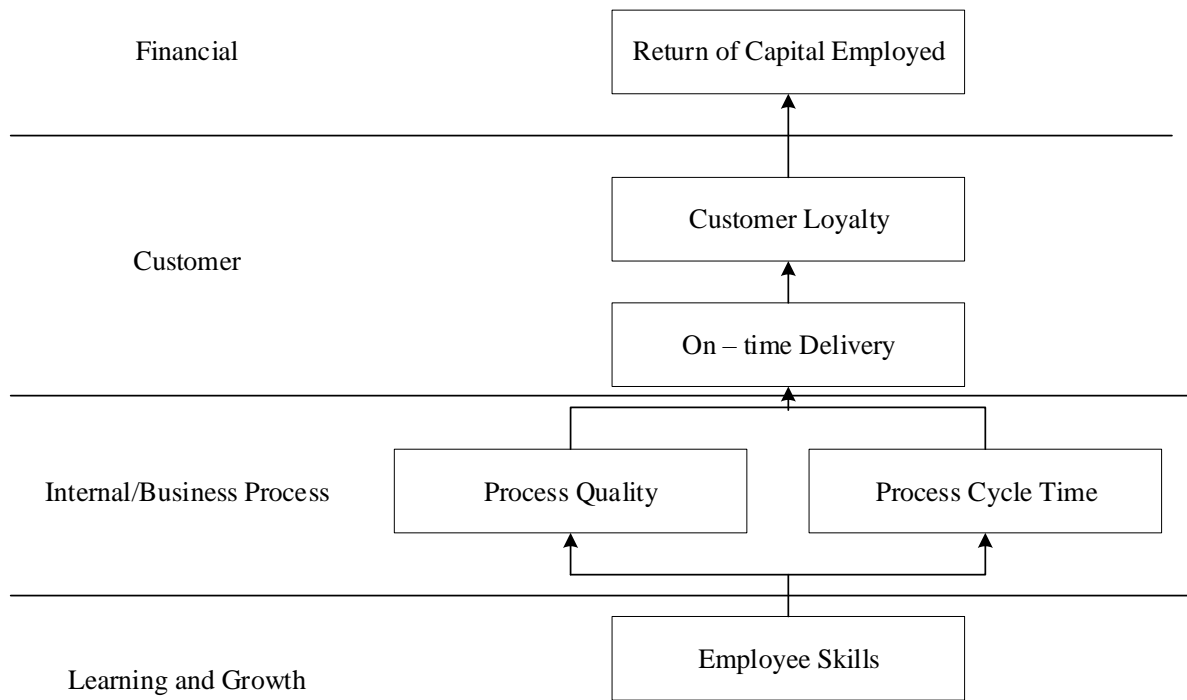 Financial
Return of Capital Employed
Customer Loyalty
Customer
On – time Delivery
Internal/Business Process
Process Quality
Process Cycle Time
Employee Skills
Learning and Growth